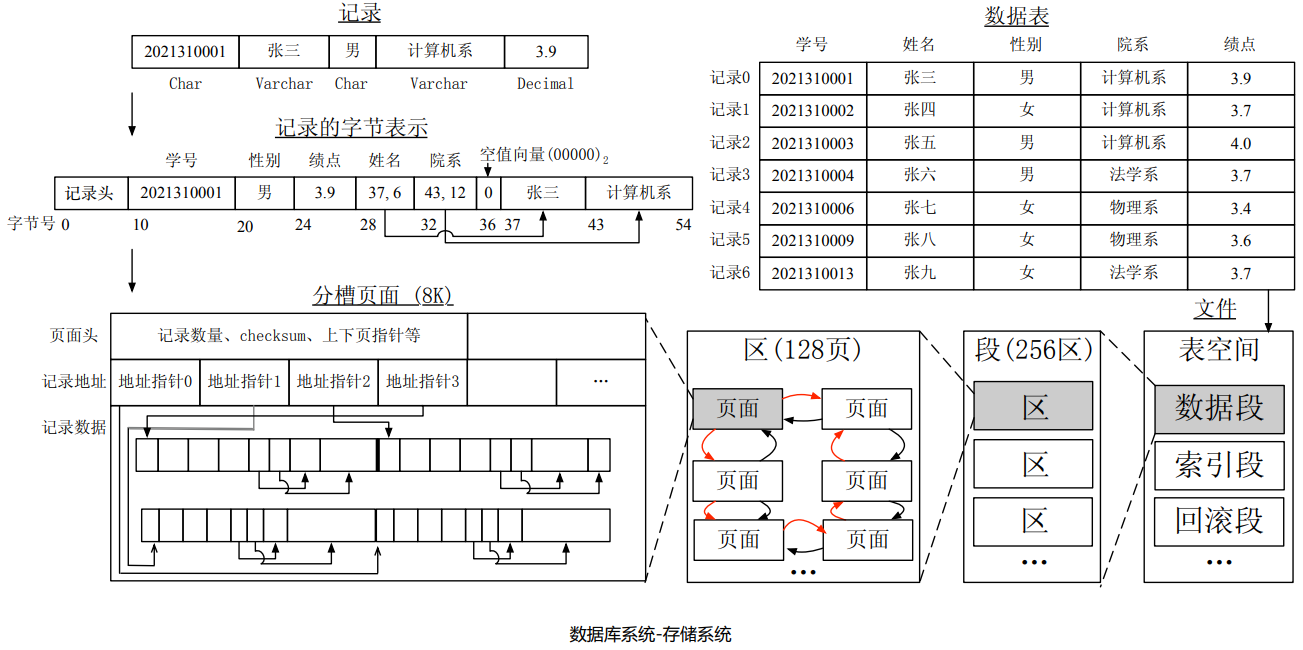 记录
2021310001 张三 男 计算机系 3.9
Char Varchar Char Varchar Decimal
记录的字节表示
学号 性别 绩点 姓名 院系 空值向量(00000)2
记录头 2021310001 男 3.9 37,6 43,12 0 张三 计算机系
字节号 0 10 20 24 28 32 36 37 43 54
分槽页面 (8K)
页面头 记录数量、checksum、上下页指针等
记录地址 地址指针0 地址指针1 地址指针2 地址指针3 …
记录数据
数据表
学号 姓名 性别 院系 绩点
记录0 2021310001 张三 男 计算机系 3.9
记录1 2021310002 张四 女 计算机系 3.7
记录2 2021310003 张五 男 计算机系 4.0
记录3 2021310004 张六 男 法学系 3.7
记录4 2021310006 张七 女 物理系 3.4
记录5 2021310009 张八 女 物理系 3.6
记录6 2021310013 张九 女 法学系 3.7
文件
区(128页)
页面 页面
页面 页面
页面 页面
…
段(256区)
区
区
区
…
表空间
数据段
索引段
回滚段
…
数据库系统-存储系统